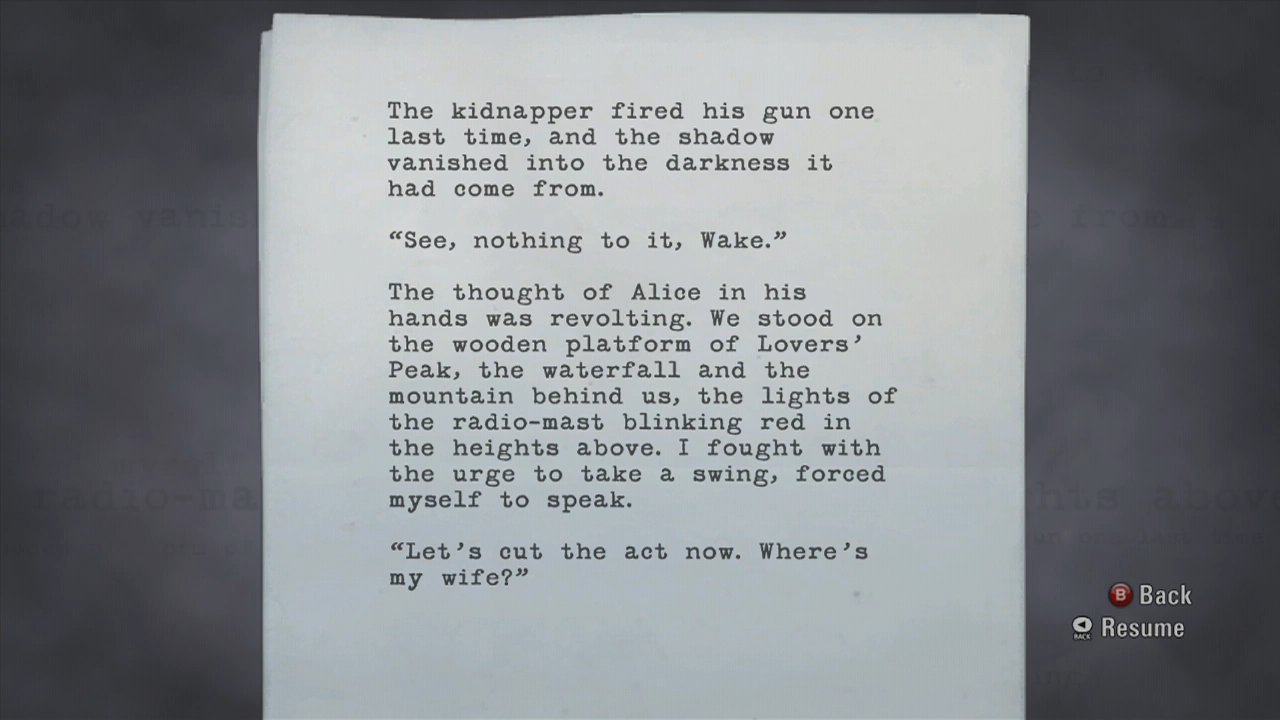 The kidnapper fired his gun one
last time, and the shadow
vanished into the darkness it
had come from.
“See, nothing to it, Wake.”
The thought of Alice in his
hands was revolting. We stood on
the wooden platform of Lovers’
Peak, the waterfall and the
mountain behind us, the lights of
the radio-mast blinking red in
the heights above. I fought with
the urge to take a swing, forced
myself to speak.
“Let’s cut the act now. Where’s
my wife?”
B Back
BACK Resume